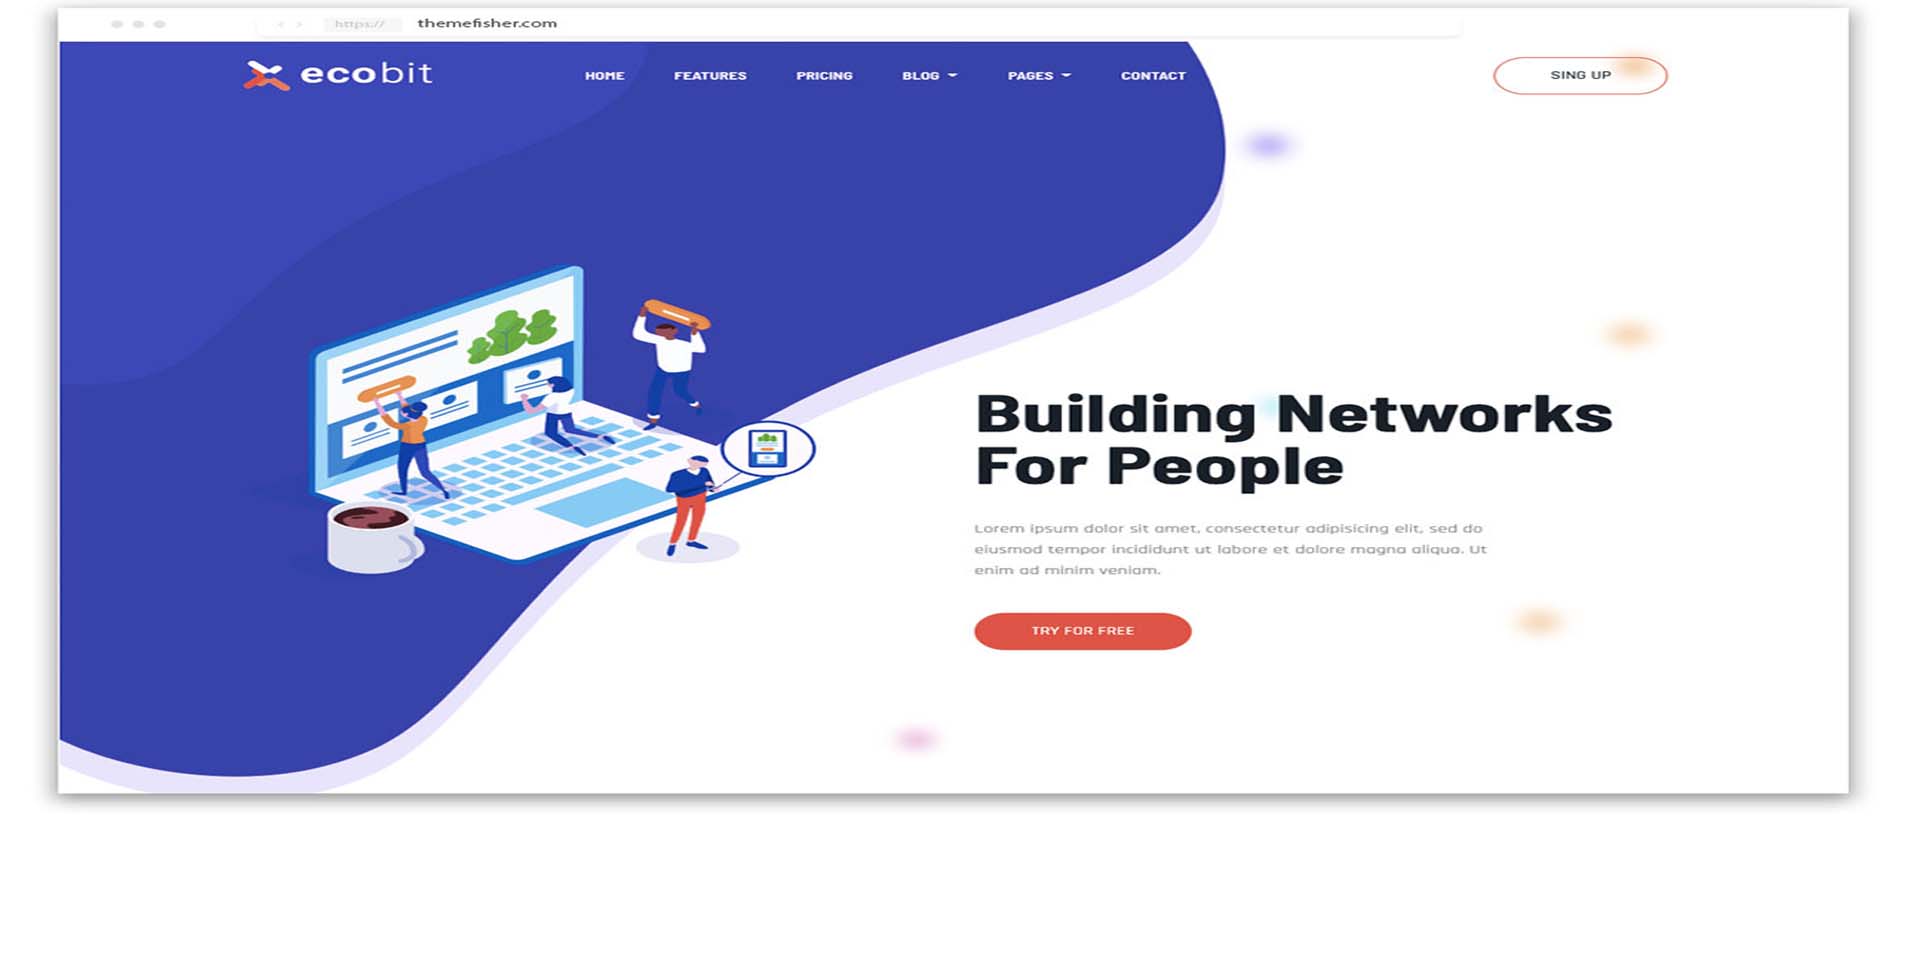 https:// themefisher.com
ecobit HOME FEATURES PRICING BLOG PAGES CONTACT SING UP
Building Networks
For People
Lorem ipsum dolor sit amet, consectetur adipisicing elit, sed do
eiusmod tempor incididunt ut labore et dolore magna aliqua. Ut
enim ad minim veniam.
TRY FOR FREE